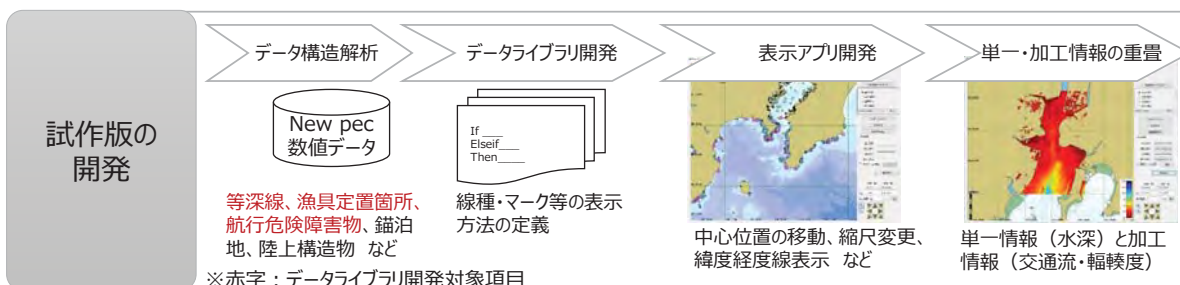 試作版の
開発
データ構造解析
データライブラリ開発
表示アプリ開発
単一・加工情報の重畳
New pec
数値データ
If ___
Elseif___
Then____
等深線、漁具定置箇所、
航行危険障害物、錨泊
地、陸上構造物 など
※赤字：データライブラリ開発対象項目
線種・マーク等の表示
方法の定義
中心位置の移動、縮尺変更、
緯度経度線表示 など
単一情報（水深）と加工
情報（交通流・輻輳度）